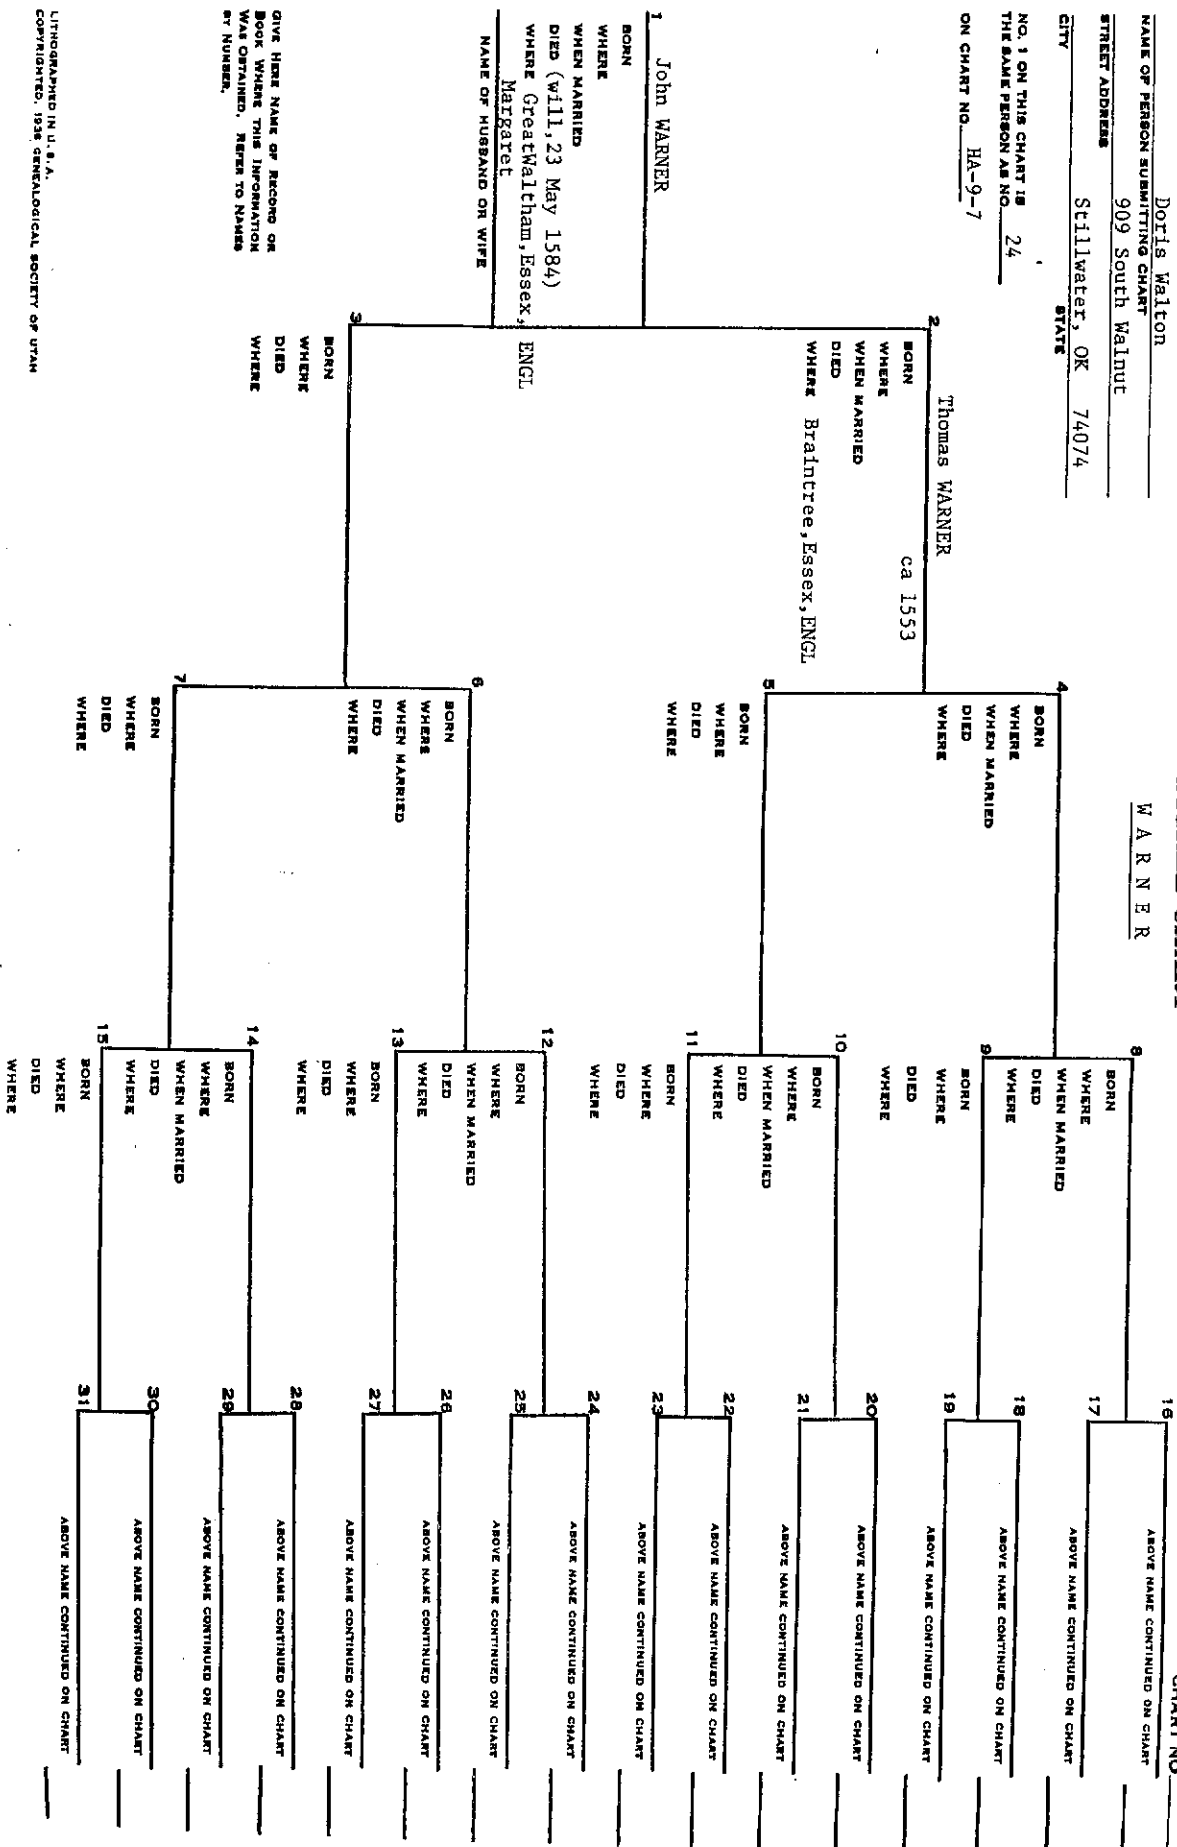 WARNER
CHART NO.
Doris Walton
NAME OF PERSON SUBMITTING CHART
909 South Walnut
STREET ADDRESS
Stillwater, OK 74074
CITY STATE
NO. 1 ON THIS CHART IS
THE SAME PERSON AS NO. 24
ON CHART NO. HA-9-7
1 John WARNER
BORN
WHERE
WHEN MARRIED
DIED (will, 23 May 1584)
WHERE GreatWaltham,Essex, ENGL
Margaret
NAME OF HUSBAND OR WIFE
GIVE HERE NAME OF RECORD OR
BOOK WHERE THIS INFORMATION
WAS OBTAINED. REFER TO NAMES
BY NUMBER.
LITHOGRAPHED IN U.S.A.
COPYRIGHTED, 1936 GENEALOGICAL SOCIETY OF UTAH
2 Thomas WARNER
BORN ca 1553
WHERE
WHEN MARRIED
DIED
WHERE Braintree,Essex,ENGL
3
BORN
WHERE
DIED
WHERE
4
BORN
WHERE
WHEN MARRIED
DIED
WHERE
5
BORN
WHERE
DIED
WHERE
6
BORN
WHERE
WHEN MARRIED
DIED
WHERE
7
BORN
WHERE
DIED
WHERE
8
BORN
WHERE
WHEN MARRIED
DIED
WHERE
9
BORN
WHERE
DIED
WHERE
10
BORN
WHERE
WHEN MARRIED
DIED
WHERE
11
BORN
WHERE
DIED
WHERE
12
BORN
WHERE
WHEN MARRIED
DIED
WHERE
13
BORN
WHERE
DIED
WHERE
14
BORN
WHERE
WHEN MARRIED
DIED
WHERE
15
BORN
WHERE
DIED
WHERE
16
ABOVE NAME CONTINUED ON CHART
17
ABOVE NAME CONTINUED ON CHART
18
ABOVE NAME CONTINUED ON CHART
19
ABOVE NAME CONTINUED ON CHART
20
ABOVE NAME CONTINUED ON CHART
21
ABOVE NAME CONTINUED ON CHART
22
ABOVE NAME CONTINUED ON CHART
23
ABOVE NAME CONTINUED ON CHART
24
ABOVE NAME CONTINUED ON CHART
25
ABOVE NAME CONTINUED ON CHART
26
ABOVE NAME CONTINUED ON CHART
27
ABOVE NAME CONTINUED ON CHART
28
ABOVE NAME CONTINUED ON CHART
29
ABOVE NAME CONTINUED ON CHART
30
ABOVE NAME CONTINUED ON CHART
31
ABOVE NAME CONTINUED ON CHART